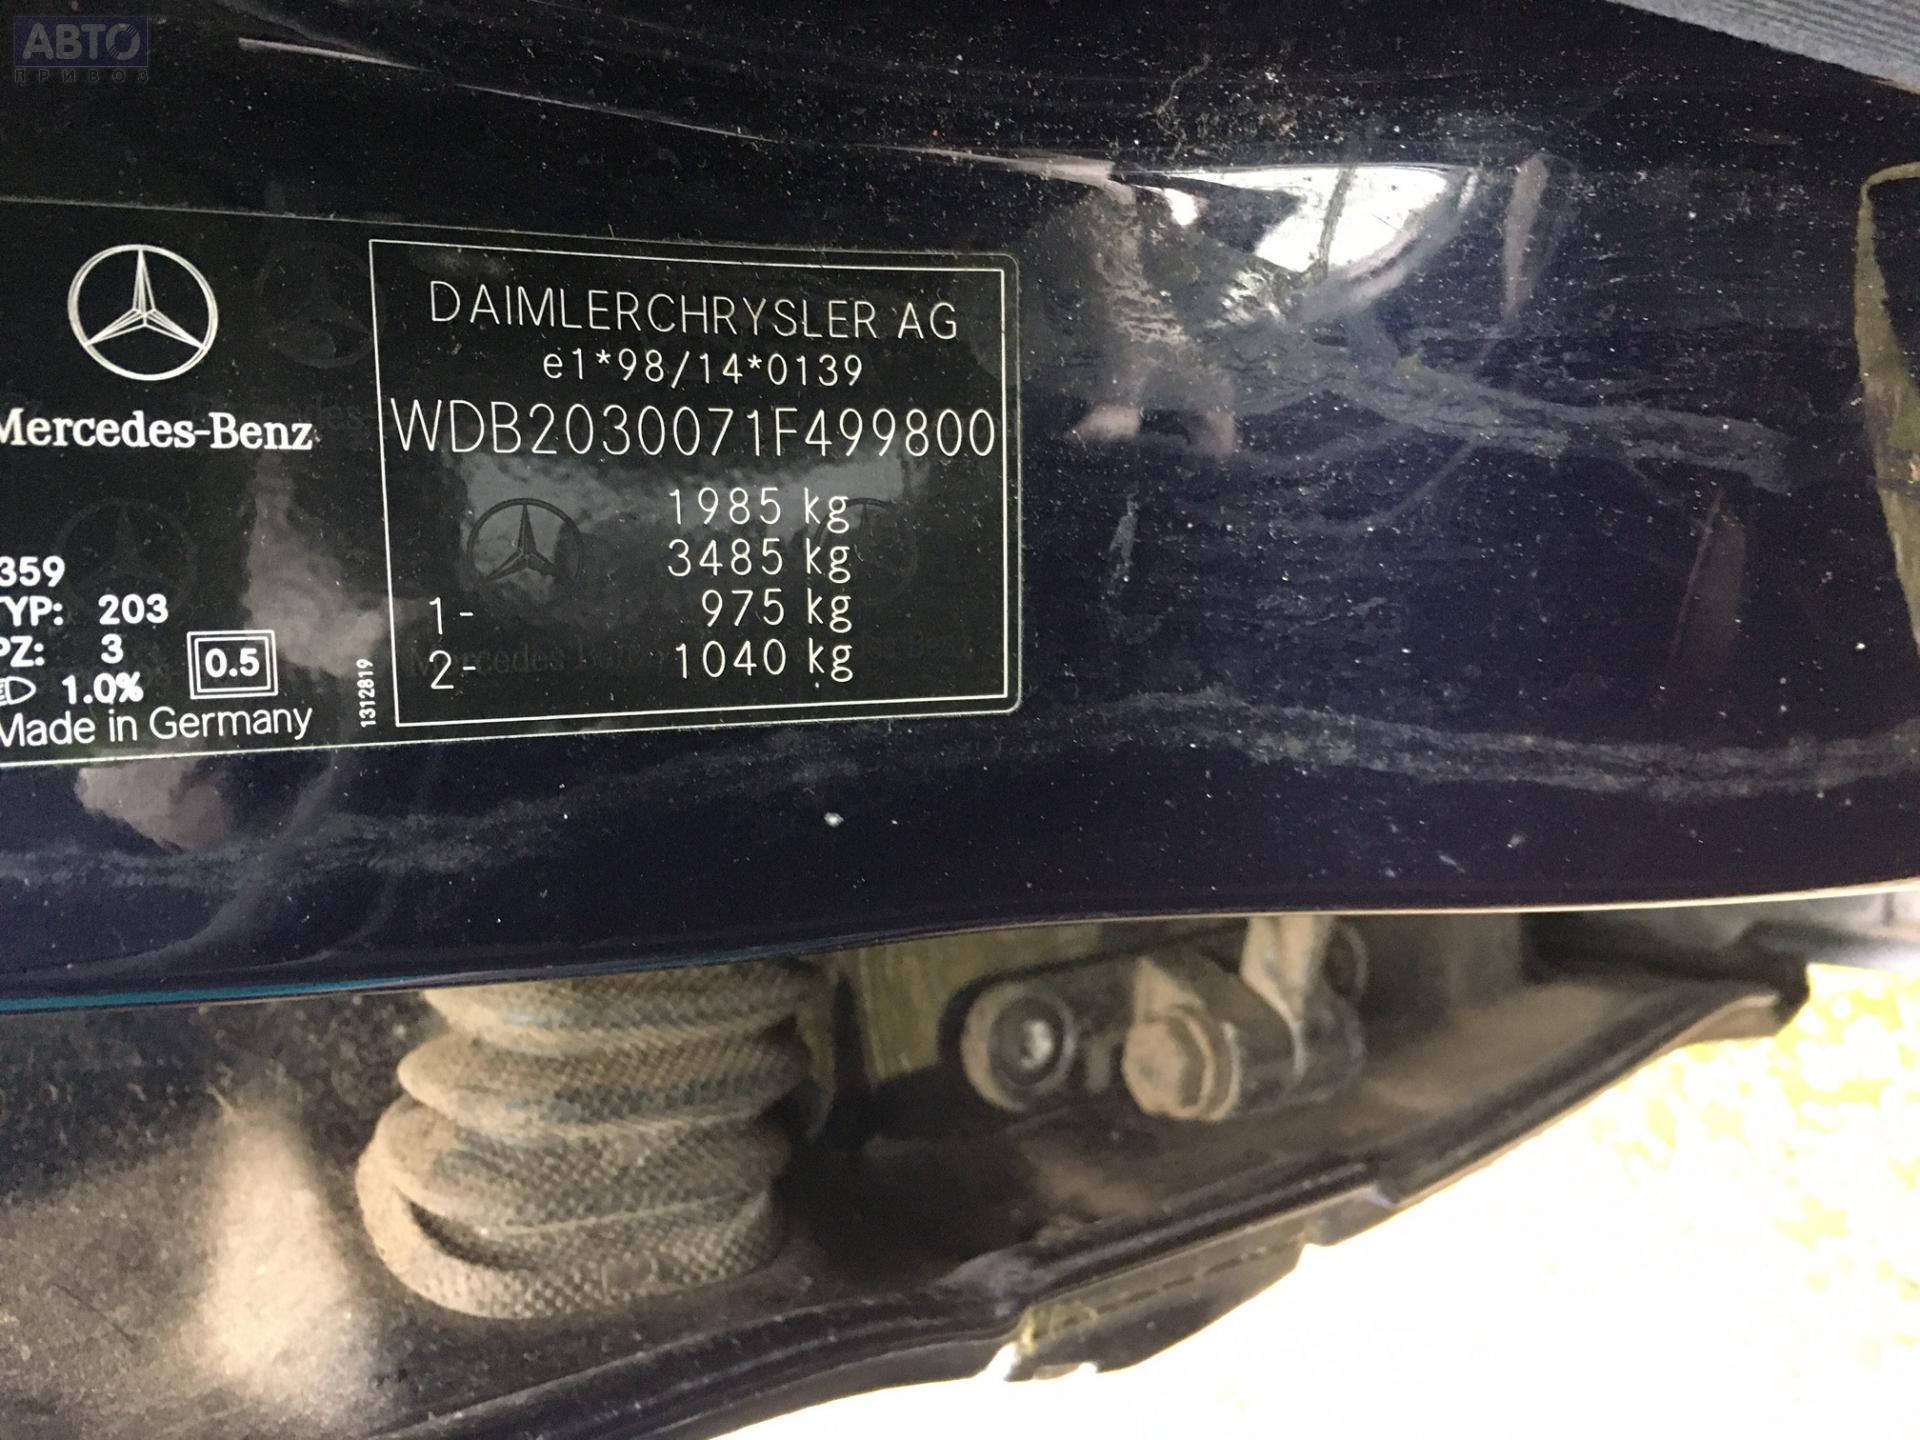 АВТО
ПРИВОЗ
Mercedes-Benz
359
TYP: 203
PZ: 3
1.0%
0.5
Made in Germany
1312819
DAIMLERCHRYSLER AG
e1*98/14*0139
WDB2030071F499800
1985 kg
3485 kg
1- 975 kg
2- 1040 kg